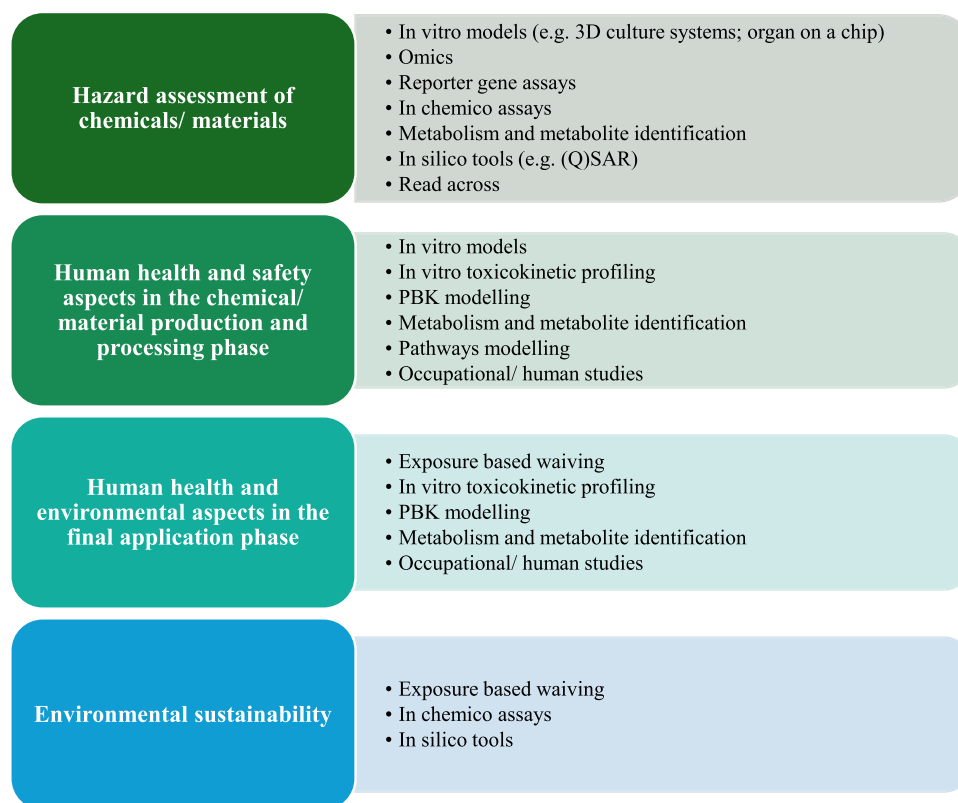 Hazard assessment of
chemicals/ materials
• In vitro models (e.g. 3D culture systems; organ on a chip)
• Omics
• Reporter gene assays
• In chemico assays
• Metabolism and metabolite identification
• In silico tools (e.g. (Q)SAR)
• Read across
Human health and safety
aspects in the chemical/
material production and
processing phase
• In vitro models
• In vitro toxicokinetic profiling
• PBK modelling
• Metabolism and metabolite identification
• Pathways modelling
• Occupational/ human studies
Human health and
environmental aspects in the
final application phase
• Exposure based waiving
• In vitro toxicokinetic profiling
• PBK modelling
• Metabolism and metabolite identification
• Occupational/ human studies
Environmental sustainability
• Exposure based waiving
• In chemico assays
• In silico tools